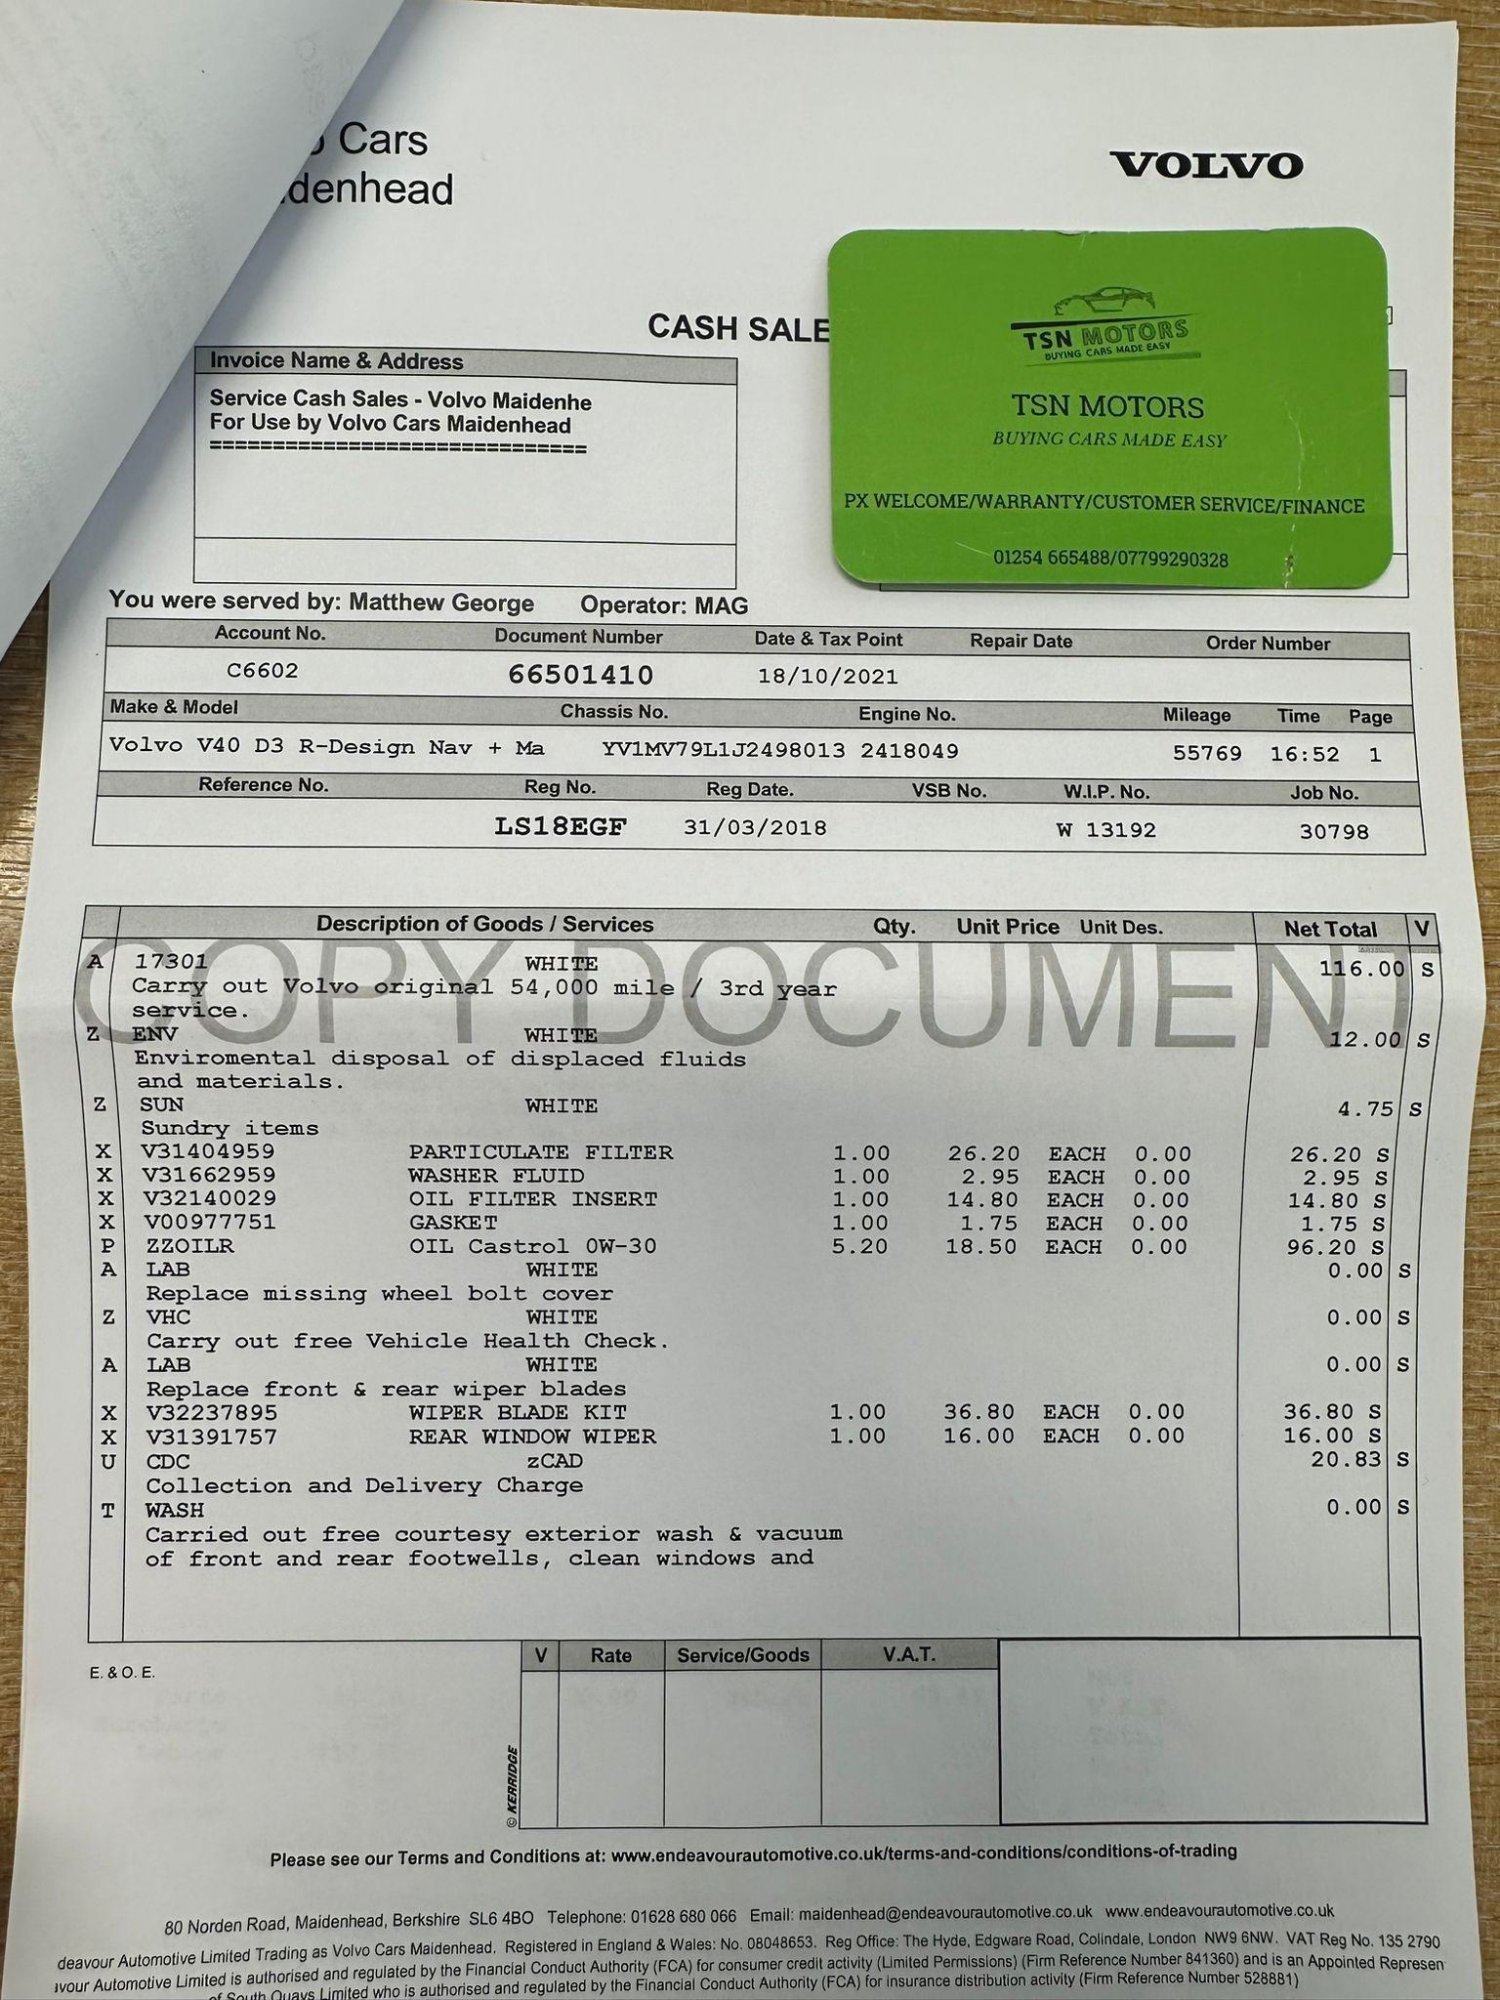 Cars
denhead
VOLVO
CASH SALE
TSN MOTORS
BUYING CARS MADE EASY
TSN MOTORS
BUYING CARS MADE EASY
PX WELCOME/WARRANTY/CUSTOMER SERVICE/FINANCE
01254 665488/07799290328
Invoice Name & Address
Service Cash Sales - Volvo Maidenhe
For Use by Volvo Cars Maidenhead
==============================
You were served by: Matthew George Operator: MAG
Account No. Document Number Date & Tax Point Repair Date Order Number
C6602 66501410 18/10/2021
Make & Model Chassis No. Engine No. Mileage Time Page
Volvo V40 D3 R-Design Nav + Ma YV1MV79L1J2498013 2418049 55769 16:52 1
Reference No. Reg No. Reg Date. VSB No. W.I.P. No. Job No.
LS18EGF 31/03/2018 W 13192 30798
Description of Goods / Services Qty. Unit Price Unit Des. Net Total V
COPY DOCUMENT
A 17301 WHITE 116.00 S
Carry out Volvo original 54,000 mile / 3rd year
service.
Z ENV WHITE 12.00 S
Enviromental disposal of displaced fluids
and materials.
Z SUN WHITE 4.75 S
Sundry items
X V31404959 PARTICULATE FILTER 1.00 26.20 EACH 0.00 26.20 S
X V31662959 WASHER FLUID 1.00 2.95 EACH 0.00 2.95 S
X V32140029 OIL FILTER INSERT 1.00 14.80 EACH 0.00 14.80 S
X V00977751 GASKET 1.00 1.75 EACH 0.00 1.75 S
P ZZOILR OIL Castrol 0W-30 5.20 18.50 EACH 0.00 96.20 S
A LAB WHITE 0.00 S
Replace missing wheel bolt cover
Z VHC WHITE 0.00 S
Carry out free Vehicle Health Check.
A LAB WHITE 0.00 S
Replace front & rear wiper blades
X V32237895 WIPER BLADE KIT 1.00 36.80 EACH 0.00 36.80 S
X V31391757 REAR WINDOW WIPER 1.00 16.00 EACH 0.00 16.00 S
U CDC zCAD 20.83 S
Collection and Delivery Charge
T WASH 0.00 S
Carried out free courtesy exterior wash & vacuum
of front and rear footwells, clean windows and
V Rate Service/Goods V.A.T.
E. & O. E.
© KERRIDGE
Please see our Terms and Conditions at: www.endeavourautomotive.co.uk/terms-and-conditions/conditions-of-trading
80 Norden Road, Maidenhead, Berkshire SL6 4BO Telephone: 01628 680 066 Email: maidenhead@endeavourautomotive.co.uk www.endeavourautomotive.co.uk
deavour Automotive Limited Trading as Volvo Cars Maidenhead. Registered in England & Wales: No. 08048653. Reg Office: The Hyde, Edgware Road, Colindale, London NW9 6NW. VAT Reg No. 135 2790
avour Automotive Limited is authorised and regulated by the Financial Conduct Authority (FCA) for consumer credit activity (Limited Permissions) (Firm Reference Number 841360) and is an Appointed Represen
of South Quays Limited who is authorised and regulated by the Financial Conduct Authority (FCA) for insurance distribution activity (Firm Reference Number 528881)